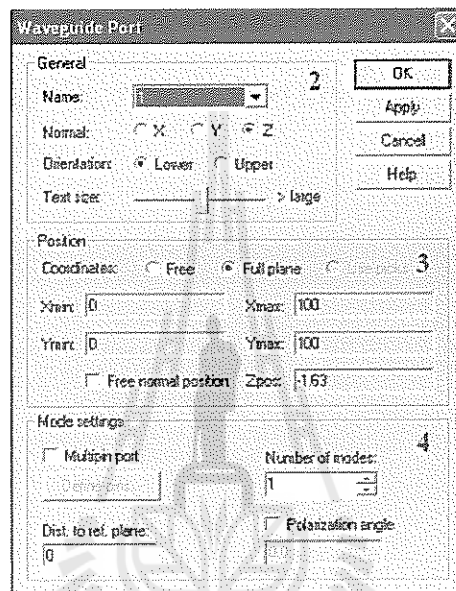 Waveguide Port
General
2
OK
Name:
1
Apply
Normal: X Y Z
Cancel
Orientation: Lower Upper
Help
Text size: > large
Position
Coordinates: Free Full plane
3
Xmin: 0 Xmax: 100
Ymin: 0 Ymax: 100
Free normal position Zpos: -1.63
Mode settings
4
Multipin port Number of modes:
1
Dist. to ref. plane: Polarization angle
0 0.0